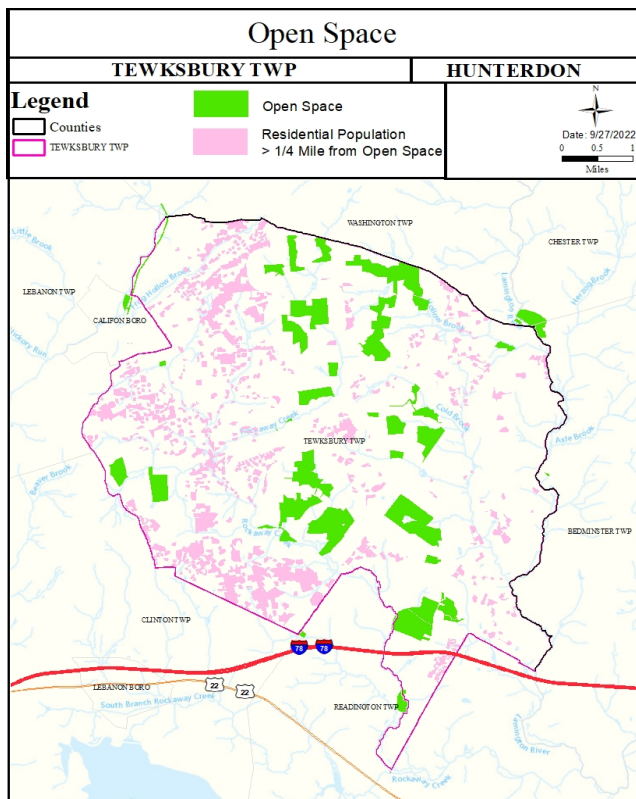 Open Space
TEWKSBURY TWP
HUNTERDON
Legend
Counties
TEWKSBURY TWP
Open Space
Residential Population
> 1/4 Mile from Open Space
N
Date: 9/27/2022
0 0.5 1
Miles
WASHINGTON TWP
CHESTER TWP
Little Brook
LEBANON TWP
Hollow Brook
Herzog Brook
CALIFON BORO
Rockaway Creek
Cold Brook
TEWKSBURY TWP
Axle Brook
Beaver Brook
Rockaway C
BEDMINSTER TWP
CLINTON TWP
78
78
LEBANON BORO
22
22
South Branch Rockaway Creek
READINGTON TWP
River
Rockaway Creek